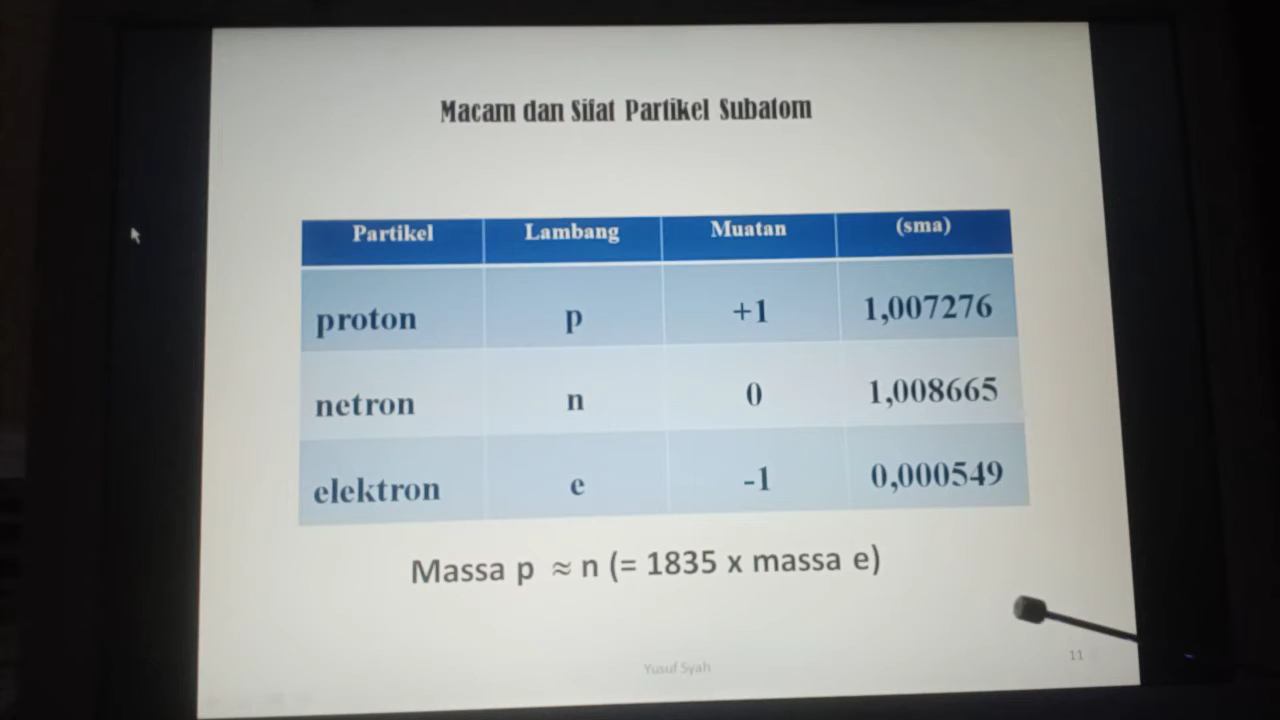 Macam dan Sifat Partikel Subatom
Partikel Lambang Muatan (sma)
proton p +1 1,007276
netron n 0 1,008665
elektron e -1 0,000549
Massa p ≈ n (= 1835 x massa e)
Yusuf Syah
11